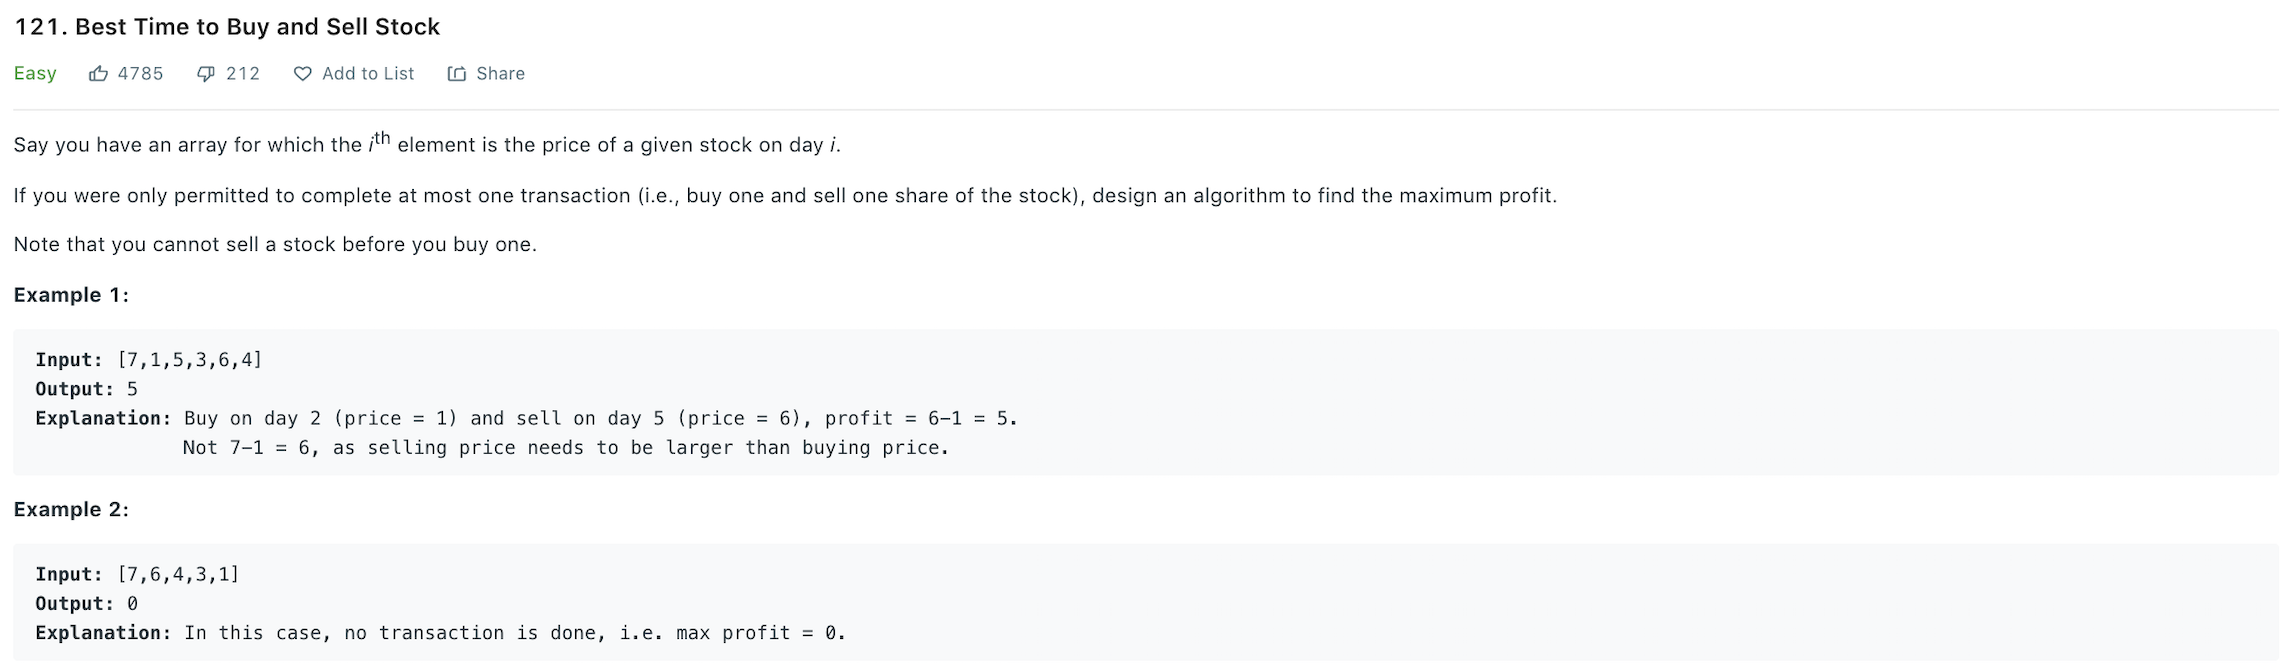 121. Best Time to Buy and Sell Stock
Easy 4785 212 Add to List Share
Say you have an array for which the ith element is the price of a given stock on day i.
If you were only permitted to complete at most one transaction (i.e., buy one and sell one share of the stock), design an algorithm to find the maximum profit.
Note that you cannot sell a stock before you buy one.
Example 1:
Input: [7,1,5,3,6,4]
Output: 5
Explanation: Buy on day 2 (price = 1) and sell on day 5 (price = 6), profit = 6-1 = 5.
Not 7-1 = 6, as selling price needs to be larger than buying price.
Example 2:
Input: [7,6,4,3,1]
Output: 0
Explanation: In this case, no transaction is done, i.e. max profit = 0.